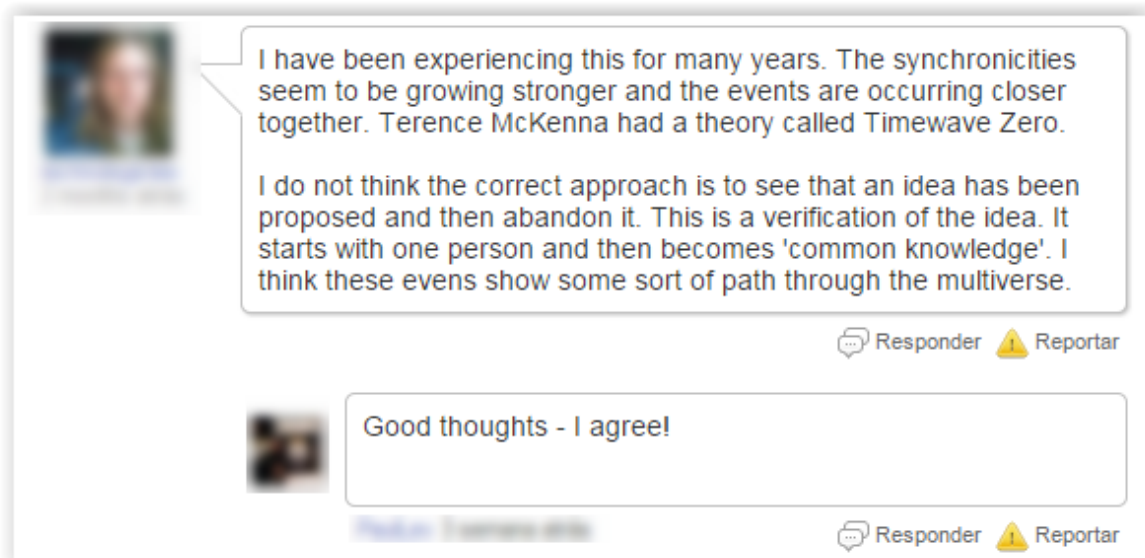 I have been experiencing this for many years. The synchronicities
seem to be growing stronger and the events are occurring closer
together. Terence McKenna had a theory called Timewave Zero.
I do not think the correct approach is to see that an idea has been
proposed and then abandon it. This is a verification of the idea. It
starts with one person and then becomes 'common knowledge'. I
think these evens show some sort of path through the multiverse.
Responder Reportar
Good thoughts - I agree!
Responder Reportar